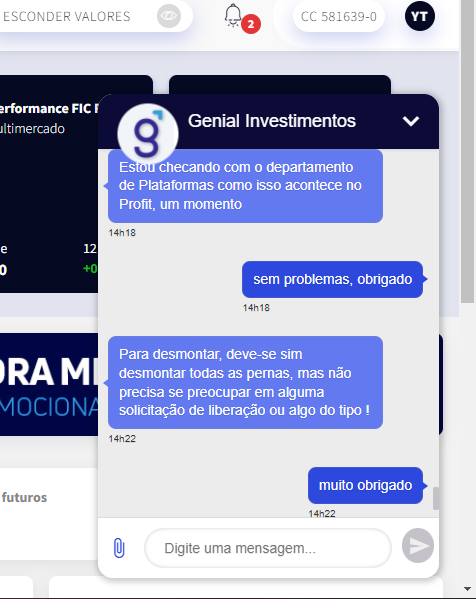 ESCONDER VALORES
2
CC 581639-0
YT
erformance FIC F
ultimercado
e
12
0
+0
Genial Investimentos
Estou checando com o departamento
de Plataformas como isso acontece no
Profit, um momento
14h18
sem problemas, obrigado
14h18
Para desmontar, deve-se sim
desmontar todas as pernas, mas não
precisa se preocupar em alguma
solicitação de liberação ou algo do tipo !
14h22
muito obrigado
14h22
ORA ME
MOCIONA
futuros
Digite uma mensagem...